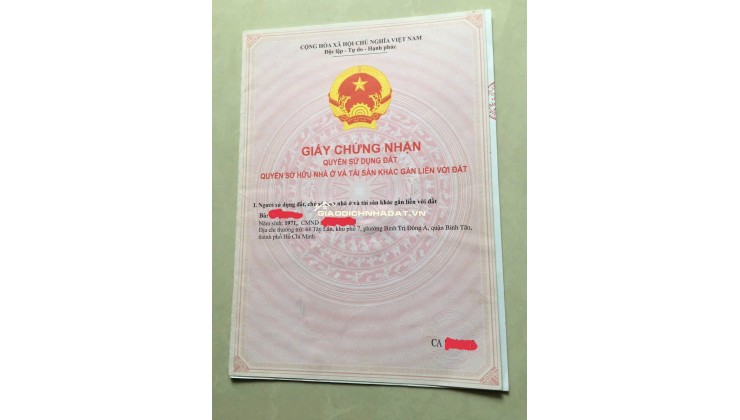 CỘNG HÒA XÃ HỘI CHỦ NGHĨA VIỆT NAM
Độc lập - Tự do - Hạnh phúc
GIẤY CHỨNG NHẬN
QUYỀN SỬ DỤNG ĐẤT
QUYỀN SỞ HỮU NHÀ Ở VÀ TÀI SẢN KHÁC GẮN LIỀN VỚI ĐẤT
I. Người sử dụng đất, chủ sở hữu nhà ở và tài sản khác gắn liền với đất
GIAODICHNHADAT.VN
Bà:
Năm sinh: 1971, CMND
Địa chỉ thường trú: 68 Tây Lân, khu phố 7, phường Bình Trị Đông A, quận Bình Tân,
thành phố Hồ Chí Minh.
CA